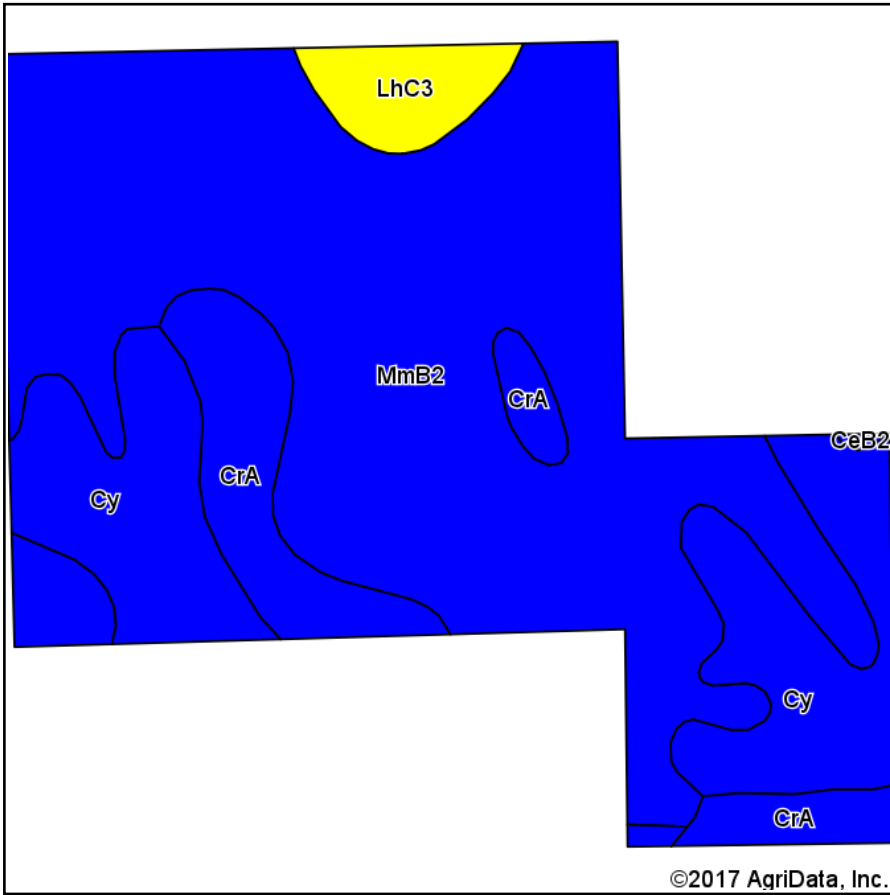 LhC3
MmB2
CrA
CeB2
CrA
Cy
Cy
CrA
©2017 AgriData, Inc.